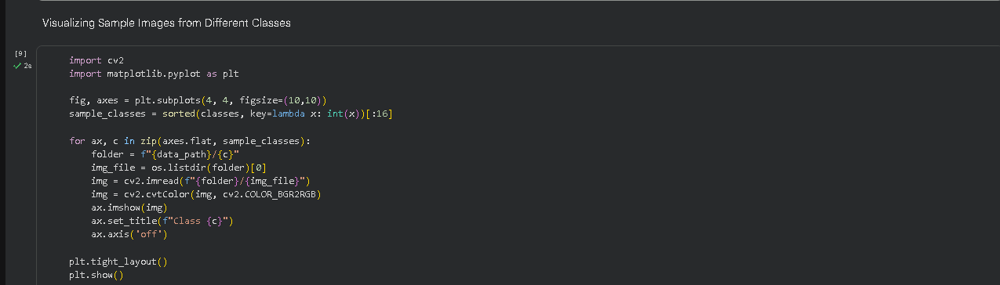 Visualizing Sample Images from Different Classes
[9]
✓ 2s
import cv2
import matplotlib.pyplot as plt
fig, axes = plt.subplots(4, 4, figsize=(10,10))
sample_classes = sorted(classes, key=lambda x: int(x))[:16]
for ax, c in zip(axes.flat, sample_classes):
    folder = f"{data_path}/{c}"
    img_file = os.listdir(folder)[0]
    img = cv2.imread(f"{folder}/{img_file}")
    img = cv2.cvtColor(img, cv2.COLOR_BGR2RGB)
    ax.imshow(img)
    ax.set_title(f"Class {c}")
    ax.axis('off')
plt.tight_layout()
plt.show()